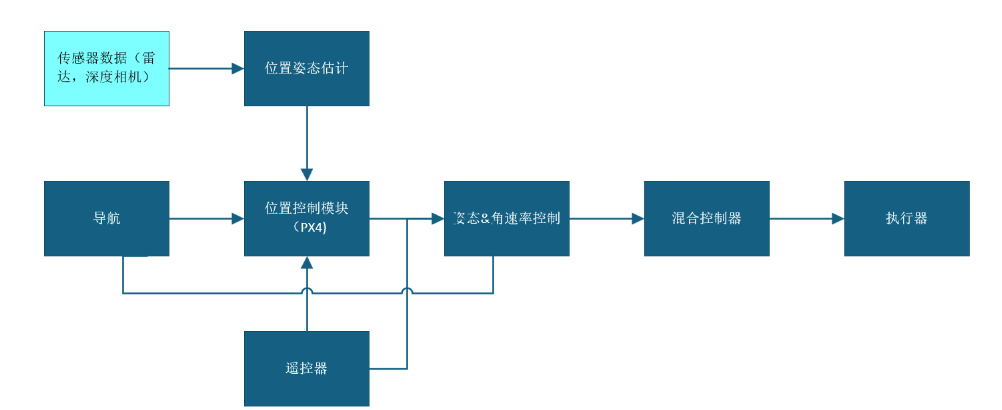 传感器数据（雷
达，深度相机）
位置姿态估计
导航
位置控制模块
（PX4)
姿态&角速率控制
混合控制器
执行器
遥控器